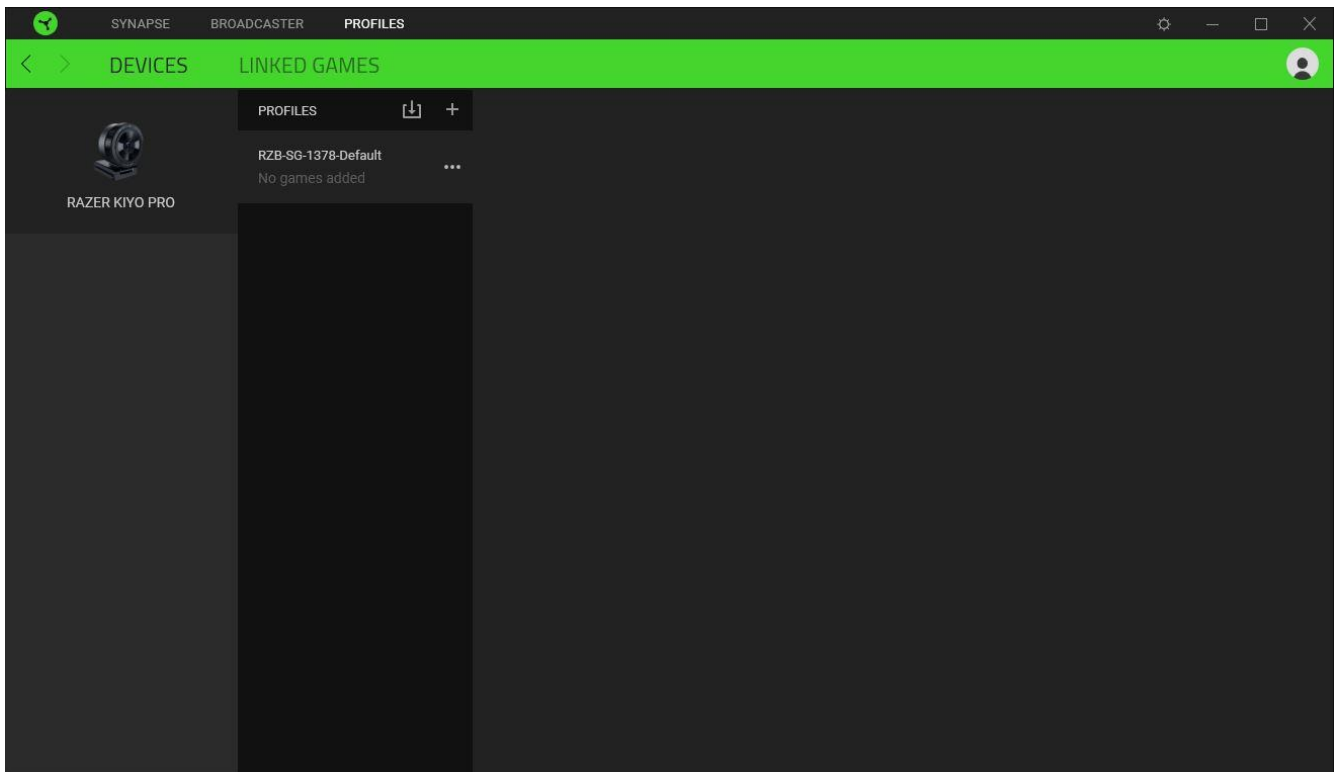 SYNAPSE BROADCASTER PROFILES
DEVICES LINKED GAMES
PROFILES
RZB-SG-1378-Default
No games added
RAZER KIYO PRO